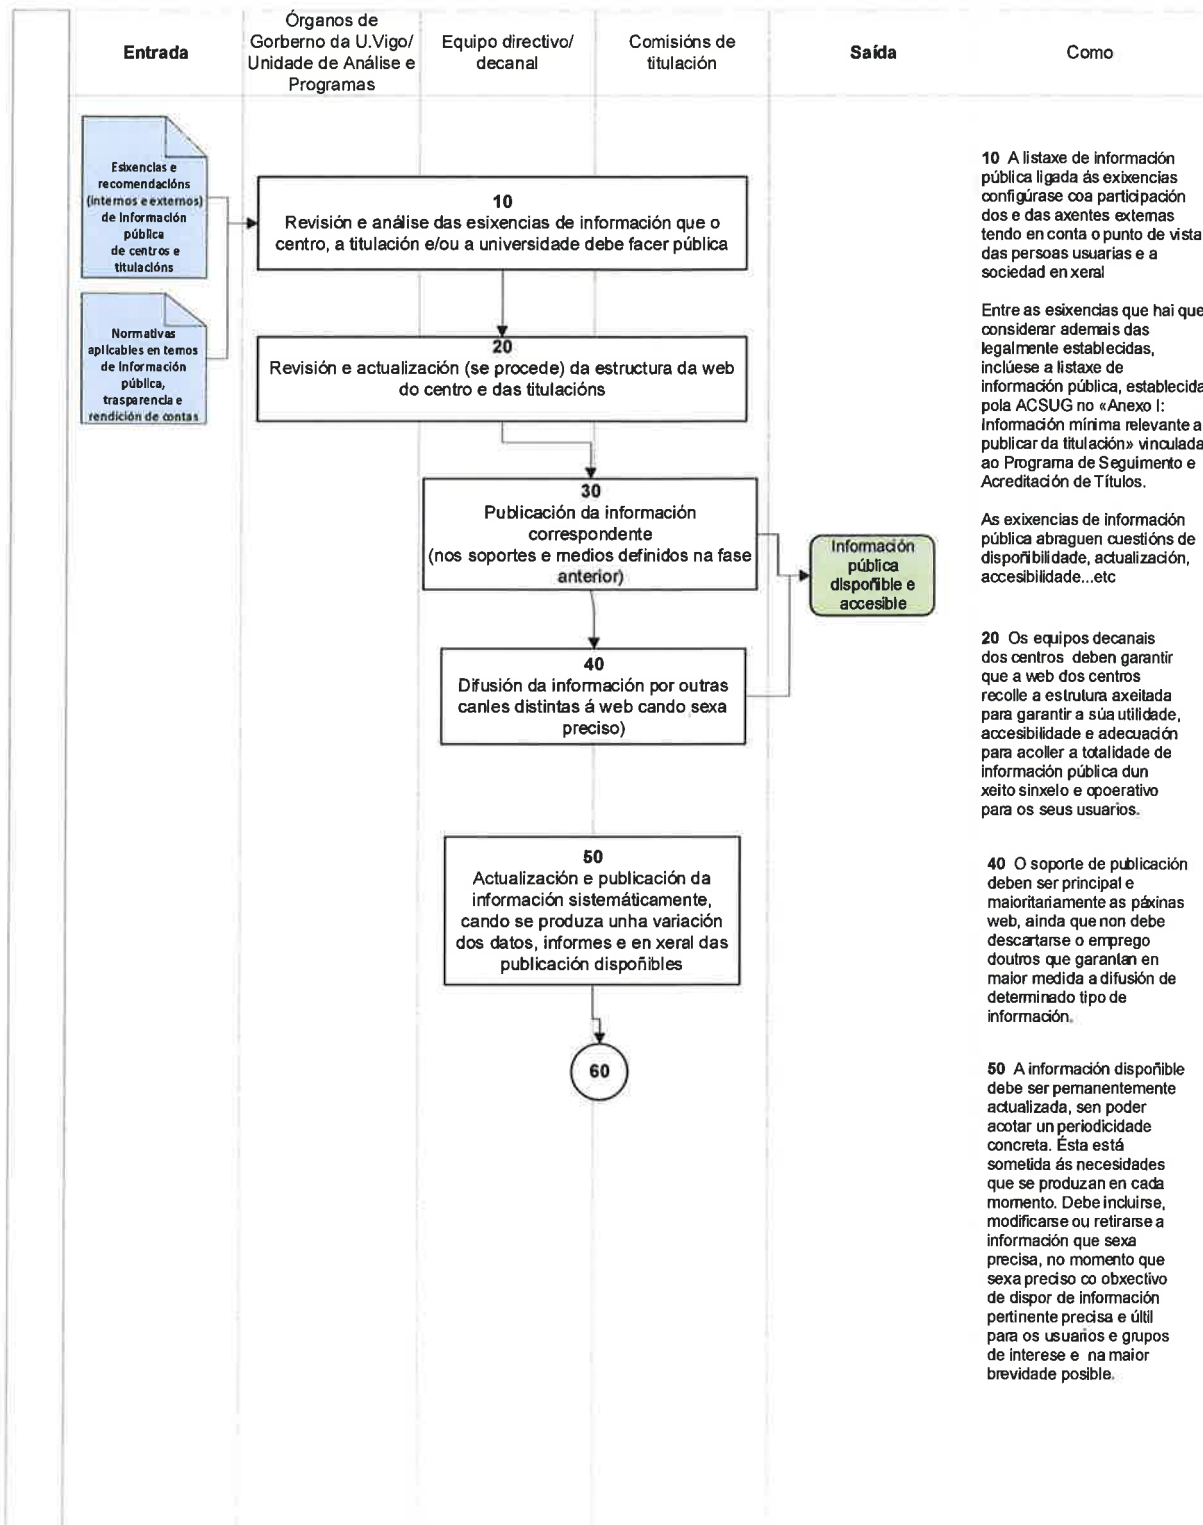 Entrada
Órganos de
Gorberno da U.Vigo/
Unidade de Análise e
Programas
Equipo directivo/
decanal
Comisións de
titulación
Saída
Como
Esixencias e
recomendacións
(internos e externos)
de información
pública
de centros e
titulacións
Normativas
aplicables en temos
de información
pública,
trasparencia e
rendición de contas
10
Revisión e análise das esixencias de información que o
centro, a titulación e/ou a universidade debe facer pública
20
Revisión e actualización (se procede) da estructura da web
do centro e das titulacións
30
Publicación da información
correspondente
(nos soportes e medios definidos na fase
anterior)
Información
pública
dispoñible e
accesible
40
Difusión da información por outras
canles distintas á web cando sexa
preciso)
50
Actualización e publicación da
información sistemáticamente,
cando se produza unha variación
dos datos, informes e en xeral das
publicación dispoñibles
60
10 A listaxe de información
pública ligada ás exixencias
configúrase coa participación
dos e das axentes externas
tendo en conta o punto de vista
das persoas usuarias e a
sociedad en xeral
Entre as esixencias que hai que
considerar ademais das
legalmente establecidas,
inclúese a listaxe de
información pública, establecida
pola ACSUG no «Anexo I:
Información mínima relevante a
publicar da titulación» vinculada
ao Programa de Seguimento e
Acreditación de Títulos.
As exixencias de información
pública abraguen cuestións de
dispoñibilidade, actualización,
accesibilidade...etc
20 Os equipos decanais
dos centros deben garantir
que a web dos centros
recolle a estrutura axeitada
para garantir a súa utilidade,
accesibilidade e adecuación
para acoller a totalidade de
información pública dun
xeito sinxelo e opoerativo
para os seus usuarios.
40 O soporte de publicación
deben ser principal e
maioritariamente as páxinas
web, ainda que non debe
descartarse o emprego
doutros que garantan en
maior medida a difusión de
determinado tipo de
información.
50 A información dispoñible
debe ser pemanentemente
actualizada, sen poder
acotar un periodicidade
concreta. Ésta está
sometida ás necesidades
que se produzan en cada
momento. Debe incluirse,
modificarse ou retirarse a
información que sexa
precisa, no momento que
sexa preciso co obxectivo
de dispor de información
pertinente precisa e últil
para os usuarios e grupos
de interese e na maior
brevidade posible.